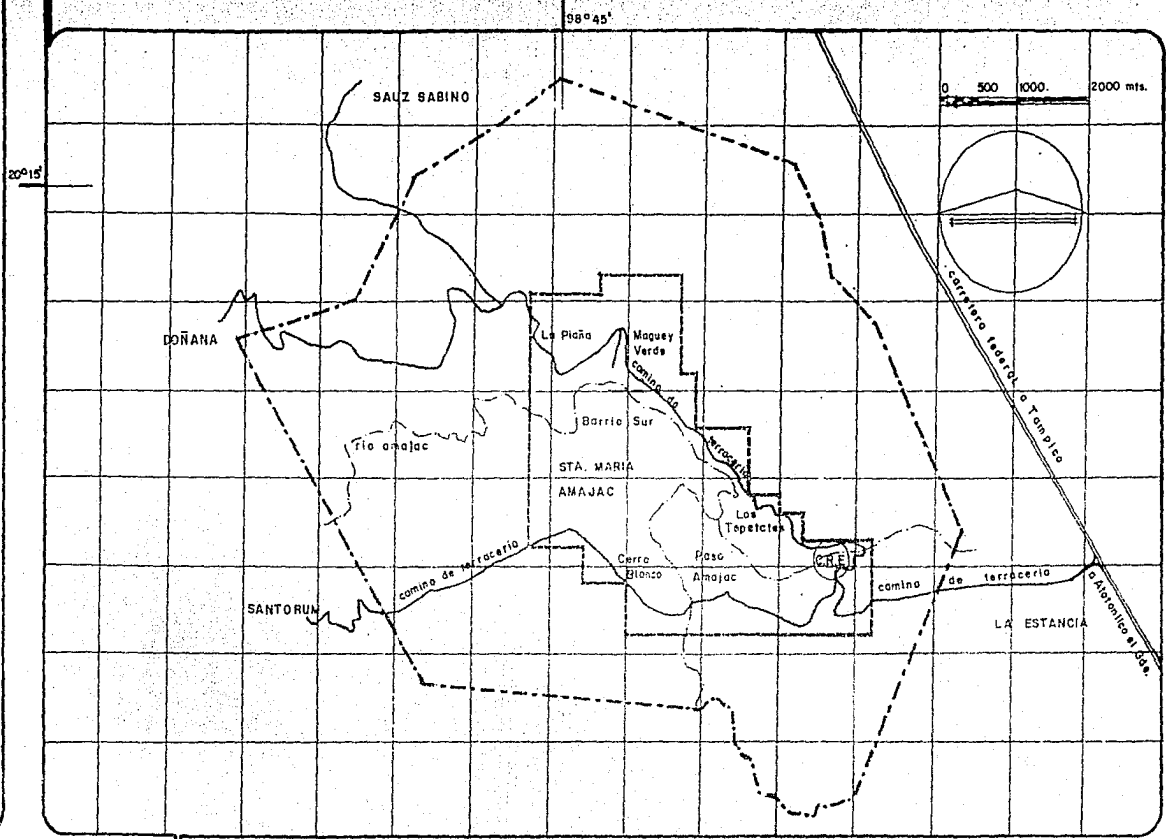 98°45'
SAUZ SABINO
0 500 1000. 2000 mts.
20°15'
carretera federal a Tampico
La Plaña
Maguey
Verde
DOÑANA
camino de
terraceria
Barrio Sur
río amajac
STA. MARIA
AMAJAC
Los
Tepetates
Cerro
Blanco
Paso
Amajac
C.R.E.
camino de terraceria
camino de terraceria
SANTORUM
LA ESTANCIA
a Atotonilco el Gde.